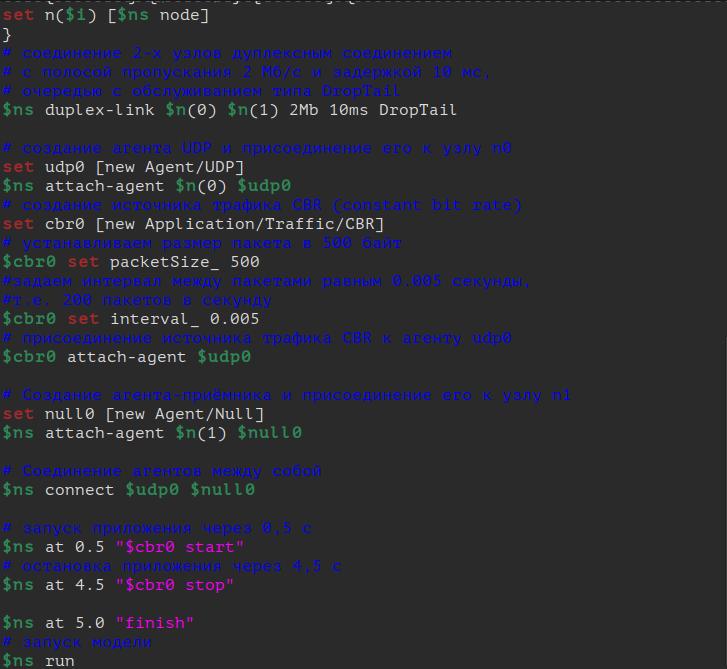 set n($i) [$ns node]
}
# соединение 2-х узлов дуплексным соединением
# с полосой пропускания 2 Мб/с и задержкой 10 мс,
# очередью с обслуживанием типа DropTail
$ns duplex-link $n(0) $n(1) 2Mb 10ms DropTail
# создание агента UDP и присоединение его к узлу n0
set udp0 [new Agent/UDP]
$ns attach-agent $n(0) $udp0
# создание источника трафика CBR (constant bit rate)
set cbr0 [new Application/Traffic/CBR]
# устанавливаем размер пакета в 500 байт
$cbr0 set packetSize_ 500
#задаем интервал между пакетами равным 0.005 секунды,
#т.е. 200 пакетов в секунду
$cbr0 set interval_ 0.005
# присоединение источника трафика CBR к агенту udp0
$cbr0 attach-agent $udp0
# Создание агента-приёмника и присоединение его к узлу n1
set null0 [new Agent/Null]
$ns attach-agent $n(1) $null0
# Соединение агентов между собой
$ns connect $udp0 $null0
# запуск приложения через 0,5 с
$ns at 0.5 "$cbr0 start"
# остановка приложения через 4,5 с
$ns at 4.5 "$cbr0 stop"
$ns at 5.0 "finish"
# запуск модели
$ns run